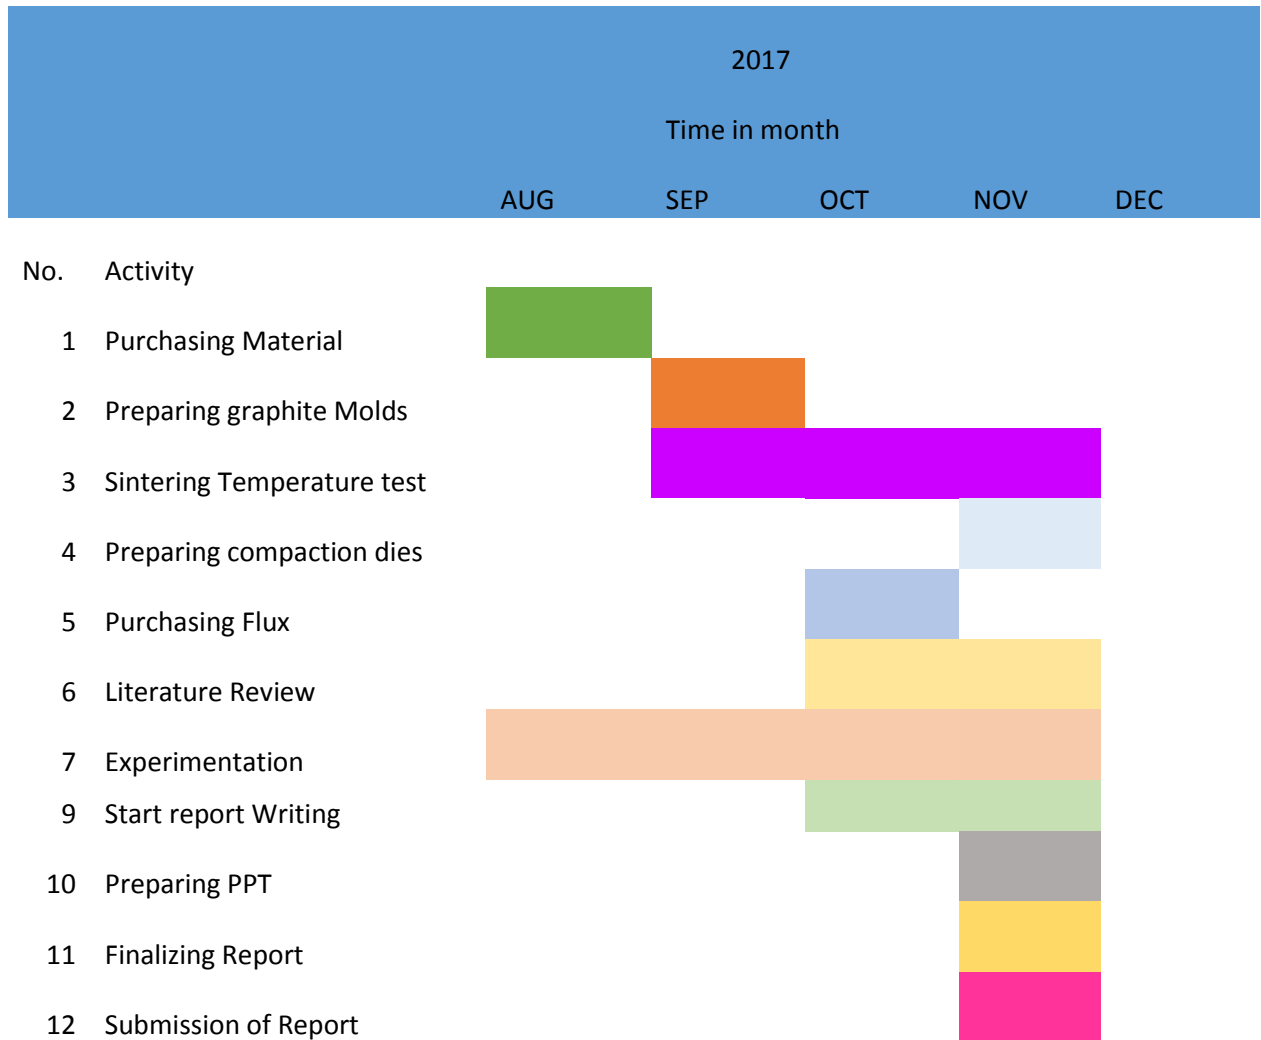 2017
Time in month
AUG SEP OCT NOV DEC
No. Activity
1 Purchasing Material
2 Preparing graphite Molds
3 Sintering Temperature test
4 Preparing compaction dies
5 Purchasing Flux
6 Literature Review
7 Experimentation
9 Start report Writing
10 Preparing PPT
11 Finalizing Report
12 Submission of Report